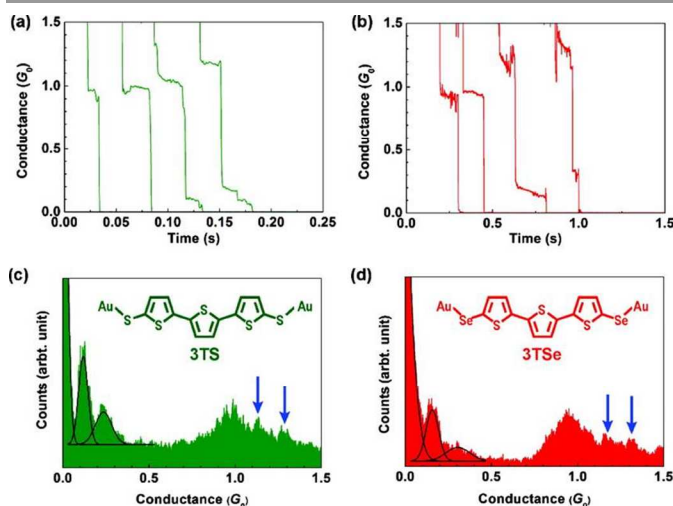 (a)
1.5
1.0
0.5
0.0
Conductance (G₀)
0.00 0.05 0.10 0.15 0.20 0.25
Time (s)
(b)
1.5
1.0
0.5
0.0
Conductance (G₀)
0.0 0.5 1.0 1.5
Time (s)
(c)
Counts (arbt. unit)
Au S S S S S Au
3TS
0.0 0.5 1.0 1.5
Conductance (G₀)
(d)
Counts (arbt. unit)
Au Se S S S Se Au
3TSe
0.0 0.5 1.0 1.5
Conductance (G₀)